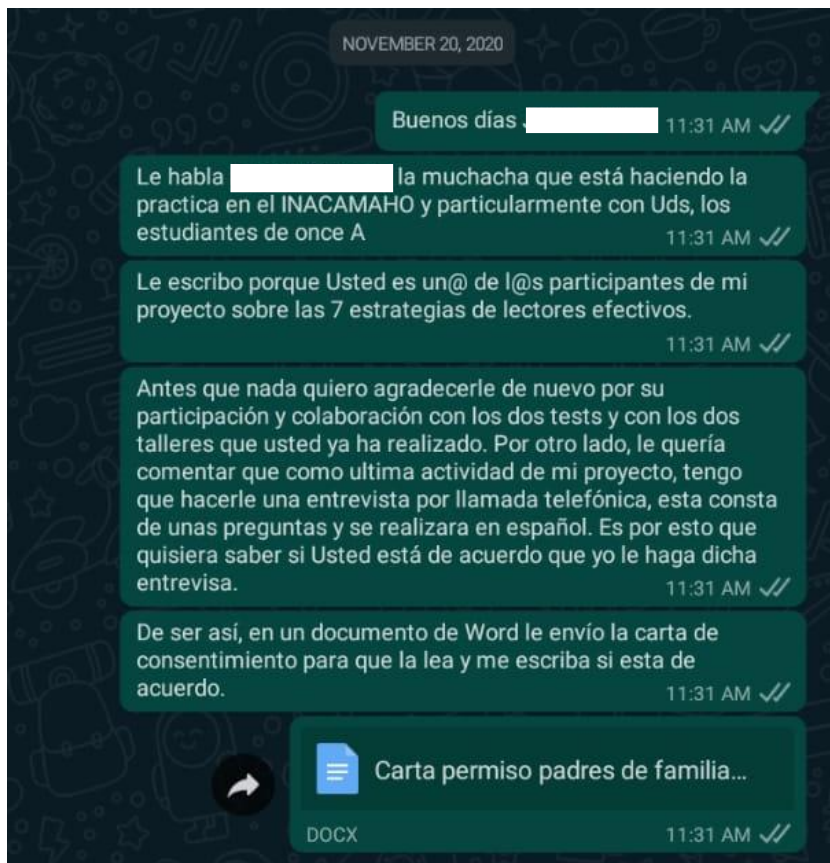 NOVEMBER 20, 2020
Buenos días
11:31 AM
Le habla la muchacha que está haciendo la
practica en el INACAMAHO y particularmente con Uds, los
estudiantes de once A
11:31 AM
Le escribo porque Usted es un@ de l@s participantes de mi
proyecto sobre las 7 estrategias de lectores efectivos.
11:31 AM
Antes que nada quiero agradecerle de nuevo por su
participación y colaboración con los dos tests y con los dos
talleres que usted ya ha realizado. Por otro lado, le quería
comentar que como ultima actividad de mi proyecto, tengo
que hacerle una entrevista por llamada telefónica, esta consta
de unas preguntas y se realizara en español. Es por esto que
quisiera saber si Usted está de acuerdo que yo le haga dicha
entrevisa.
11:31 AM
De ser así, en un documento de Word le envío la carta de
consentimiento para que la lea y me escriba si esta de
acuerdo.
11:31 AM
Carta permiso padres de familia...
DOCX
11:31 AM